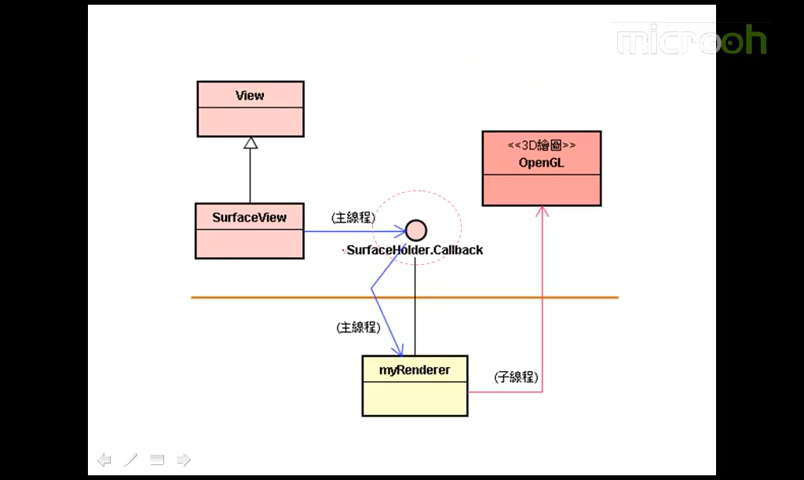 microoh
View
<<3D繪圖>>
OpenGL
SurfaceView
(主線程)
SurfaceHolder.Callback
(主線程)
myRenderer
(子線程)